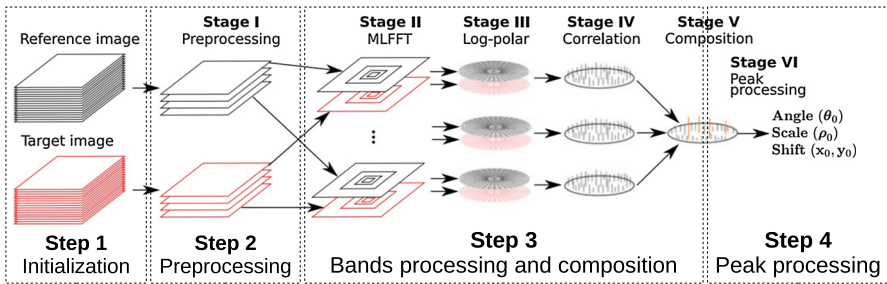 Reference image
Target image
Step 1
Initialization
Stage I
Preprocessing
Step 2
Preprocessing
Stage II
MLFFT
Stage III
Log-polar
Stage IV
Correlation
Stage V
Composition
Step 3
Bands processing and composition
Stage VI
Peak
processing
Angle (θ₀)
Scale (ρ₀)
Shift (x₀, y₀)
Step 4
Peak processing